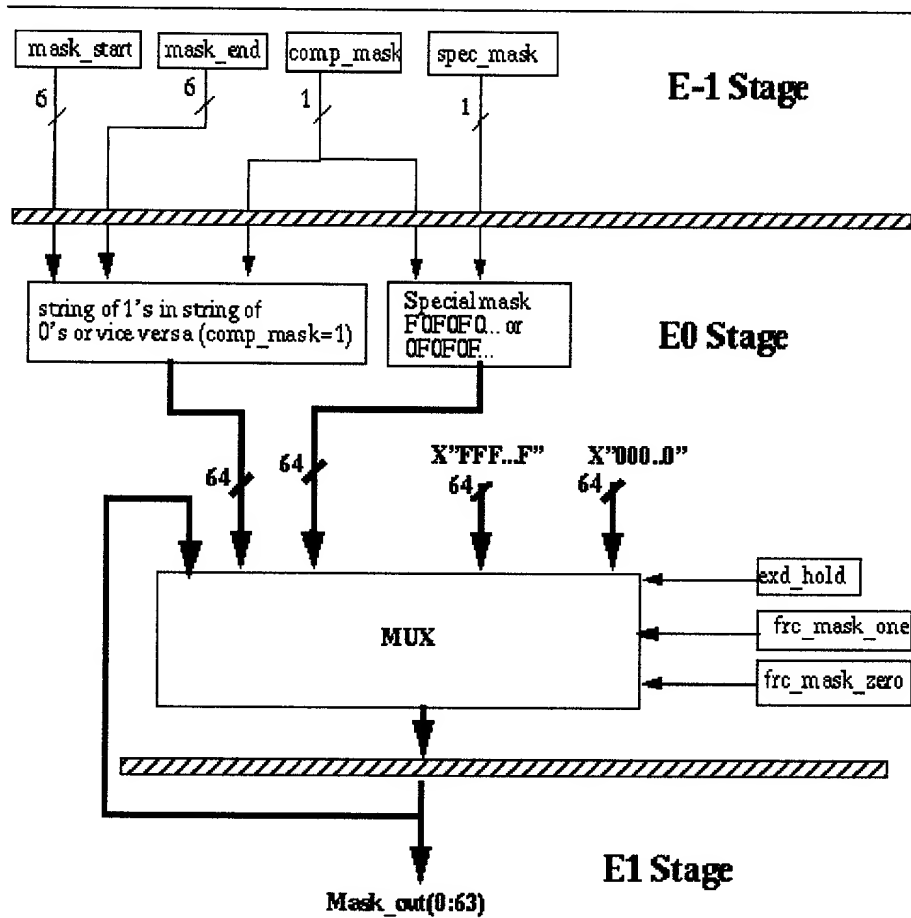 mask_start
mask_end
comp_mask
spec_mask
E-1 Stage
6
6
1
1
string of 1's in string of
0's or vice versa (comp_mask=1)
Special mask
F0F0F0... or
0F0F0F...
E0 Stage
64
64
X"FFF...F"
64
X"000..0"
64
exd_hold
MUX
frc_mask_one
frc_mask_zero
E1 Stage
Mask_out(0:63)